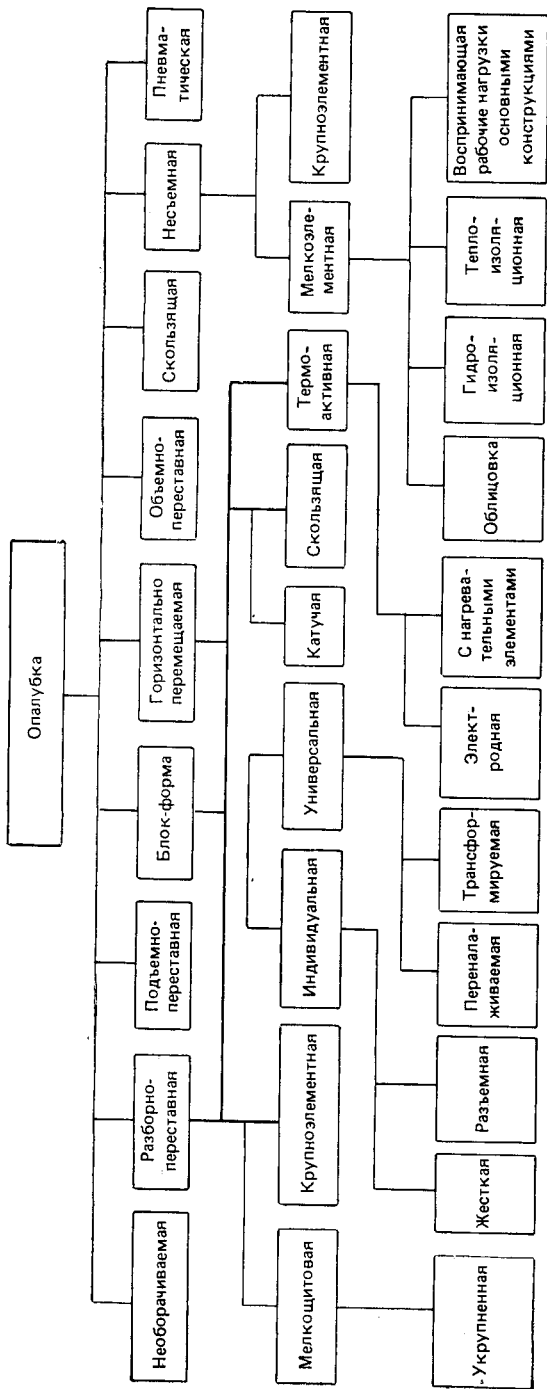 Опалубка
Необорачиваемая
Разборно-
переставная
Подъемно-
переставная
Блок-форма
Горизонтально
перемещаемая
Объемно-
переставная
Скользящая
Несъемная
Пневма-
тическая
Мелкощитовая
Крупноэлементная
Индивидуальная
Универсальная
Катучая
Скользящая
Термо-
активная
Мелкоэле-
ментная
Крупноэлементная
- Укрупненная
Жесткая
Разъемная
Перенала-
живаемая
Трансфор-
мируемая
Элект-
родная
С нагрева-
тельными
элементами
Облицовка
Гидро-
изоля-
ционная
Тепло-
изоля-
ционная
Воспринимающая
рабочие нагрузки
основными
конструкциями